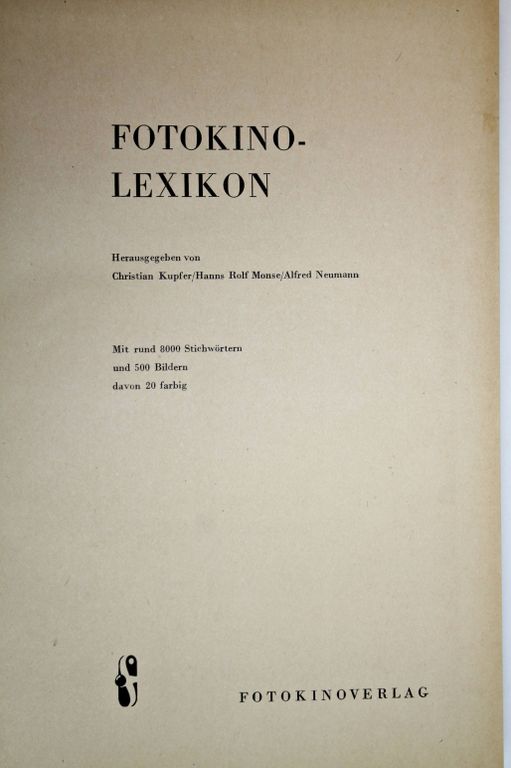 FOTOKINO-
LEXIKON
Herausgegeben von
Christian Kupfer/Hanns Rolf Monse/Alfred Neumann
Mit rund 8000 Stichwörtern
und 500 Bildern
davon 20 farbig
FOTOKINOVERLAG